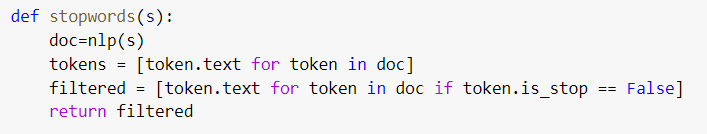 def stopwords(s):
    doc=nlp(s)
    tokens = [token.text for token in doc]
    filtered = [token.text for token in doc if token.is_stop == False]
    return filtered